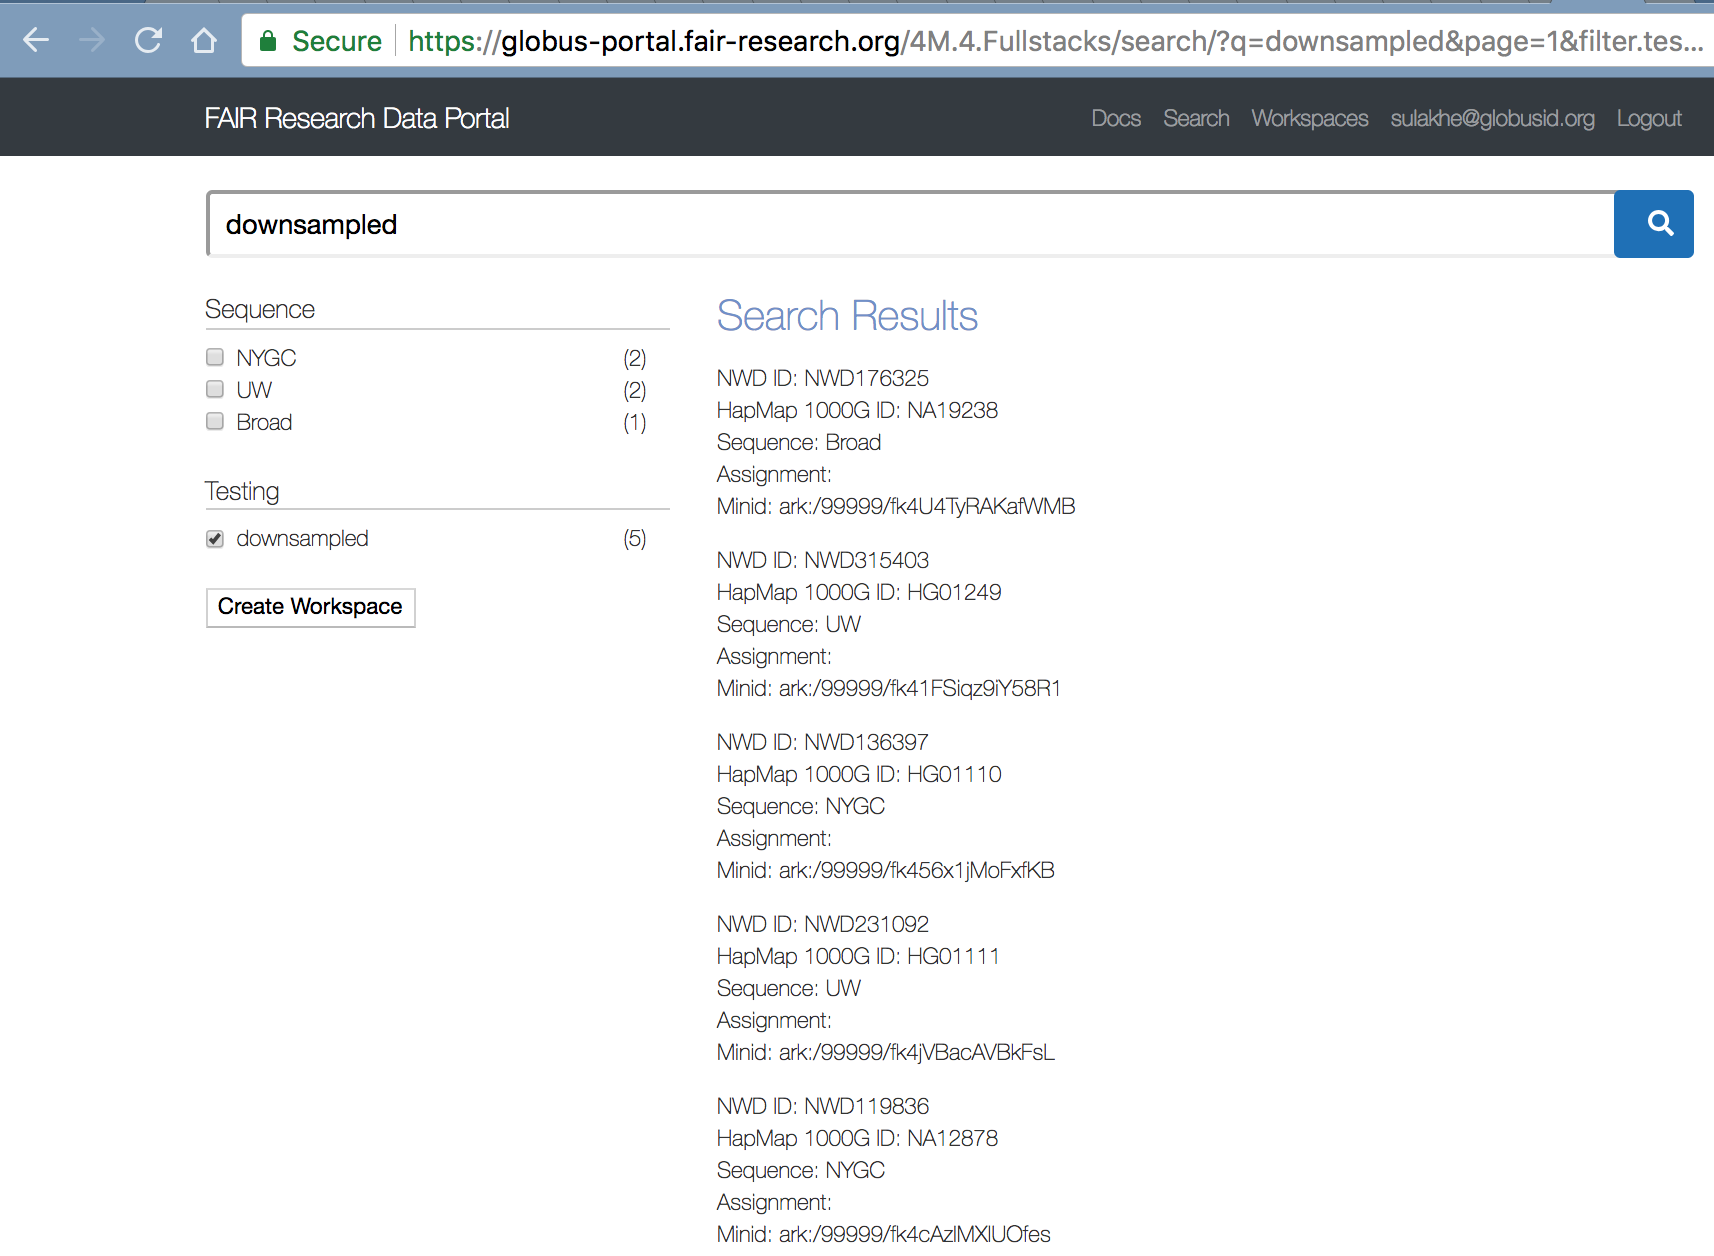 Secure https://globus-portal.fair-research.org/4M.4.Fullstacks/search/?q=downsampled&page=1&filter.tes...
FAIR Research Data Portal Docs Search Workspaces sulakhe@globusid.org Logout
downsampled
Sequence
NYGC (2)
UW (2)
Broad (1)
Testing
downsampled (5)
Create Workspace
Search Results
NWD ID: NWD176325
HapMap 1000G ID: NA19238
Sequence: Broad
Assignment:
Minid: ark:/99999/fk4U4TyRAKafWMB
NWD ID: NWD315403
HapMap 1000G ID: HG01249
Sequence: UW
Assignment:
Minid: ark:/99999/fk41FSiqz9iY58R1
NWD ID: NWD136397
HapMap 1000G ID: HG01110
Sequence: NYGC
Assignment:
Minid: ark:/99999/fk456x1jMoFxfKB
NWD ID: NWD231092
HapMap 1000G ID: HG01111
Sequence: UW
Assignment:
Minid: ark:/99999/fk4jVBacAVBkFsL
NWD ID: NWD119836
HapMap 1000G ID: NA12878
Sequence: NYGC
Assignment:
Minid: ark:/99999/fk4cAzIMXlUOfes